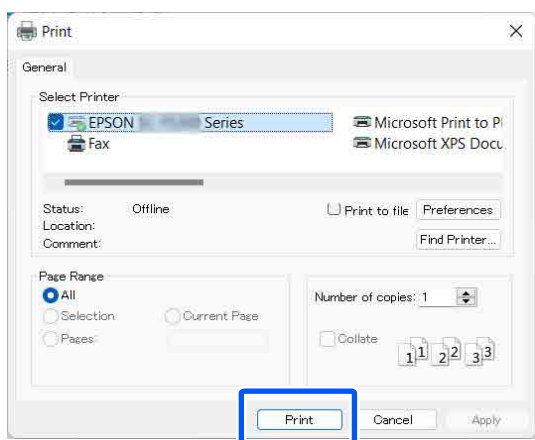 Print
General
Select Printer
EPSON Series
Microsoft Print to P
Fax
Microsoft XPS Docu
Status: Offline
Print to file
Preferences
Location:
Comment:
Find Printer...
Page Range
All
Selection
Current Page
Pages:
Number of copies: 1
Collate
1 1 2 2 3 3
Print
Cancel
Apply